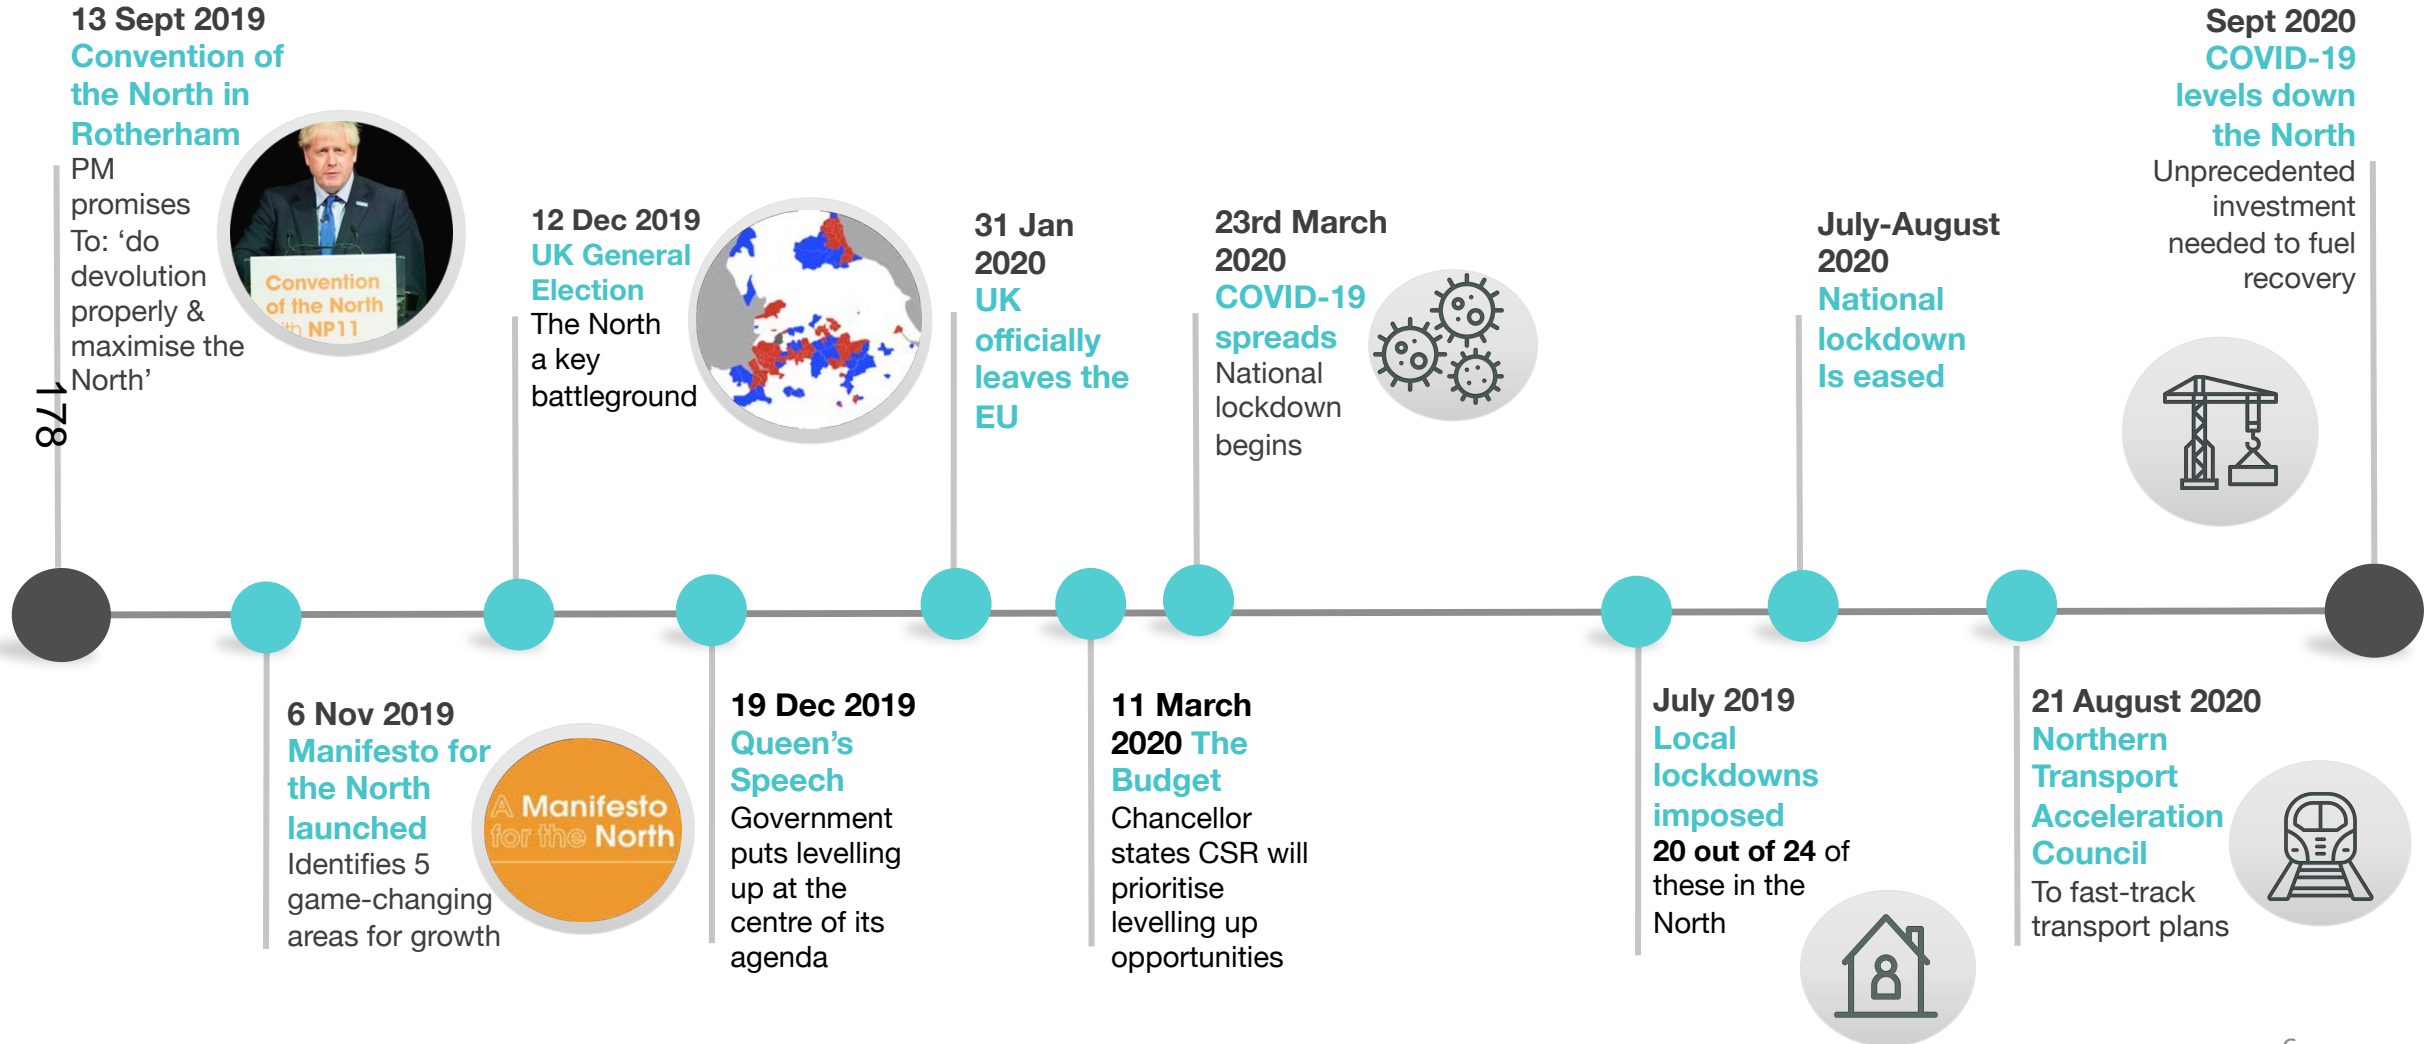 13 Sept 2019
Convention of
the North in
Rotherham
PM
promises
To: ‘do
devolution
properly &
maximise the
North’
Convention
of the North
with NP11
178
6 Nov 2019
Manifesto for
the North
launched
Identifies 5
game-changing
areas for growth
A Manifesto
for the North
12 Dec 2019
UK General
Election
The North
a key
battleground
19 Dec 2019
Queen’s
Speech
Government
puts levelling
up at the
centre of its
agenda
31 Jan
2020
UK
officially
leaves the
EU
11 March
2020 The
Budget
Chancellor
states CSR will
prioritise
levelling up
opportunities
23rd March
2020
COVID-19
spreads
National
lockdown
begins
July 2019
Local
lockdowns
imposed
20 out of 24 of
these in the
North
July-August
2020
National
lockdown
Is eased
21 August 2020
Northern
Transport
Acceleration
Council
To fast-track
transport plans
Sept 2020
COVID-19
levels down
the North
Unprecedented
investment
needed to fuel
recovery